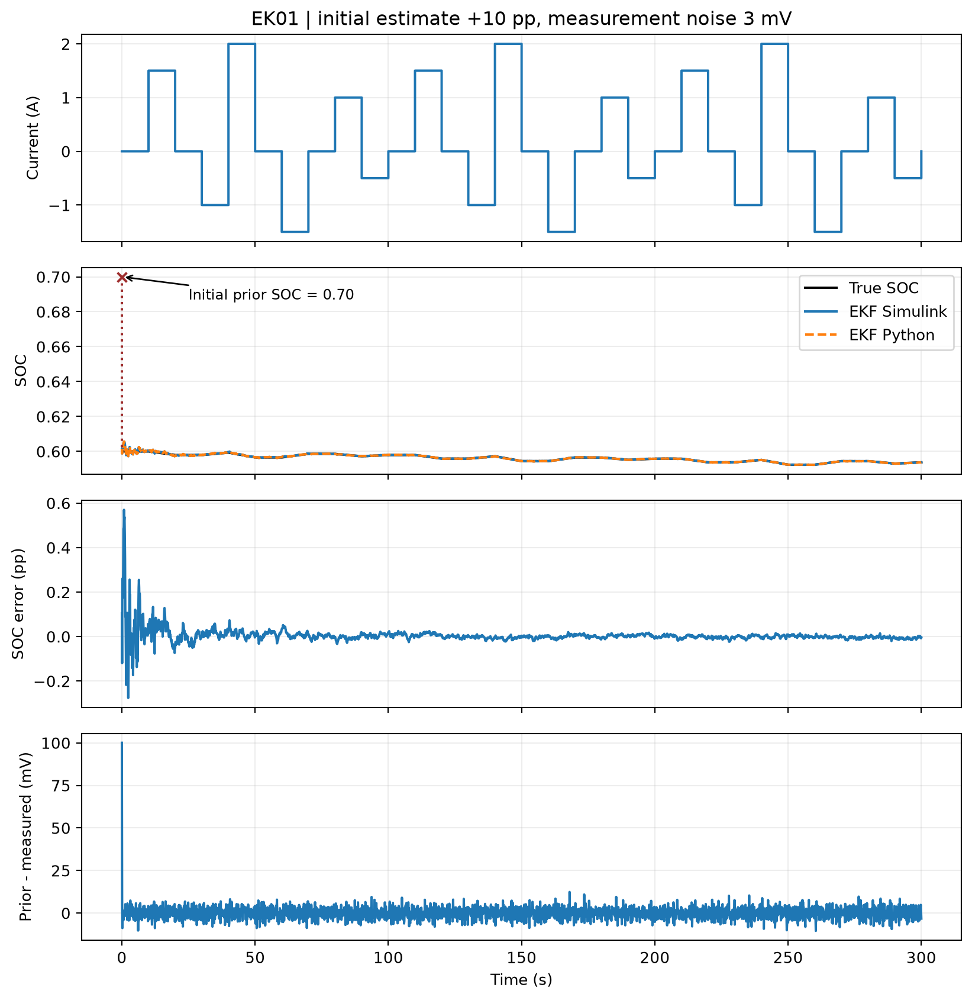 EK01 | initial estimate +10 pp, measurement noise 3 mV
2
1
0
−1
Current (A)
0.70
0.68
0.66
0.64
0.62
0.60
SOC
Initial prior SOC = 0.70
True SOC
EKF Simulink
EKF Python
0.6
0.4
0.2
0.0
−0.2
SOC error (pp)
100
75
50
25
0
Prior - measured (mV)
0 50 100 150 200 250 300
Time (s)